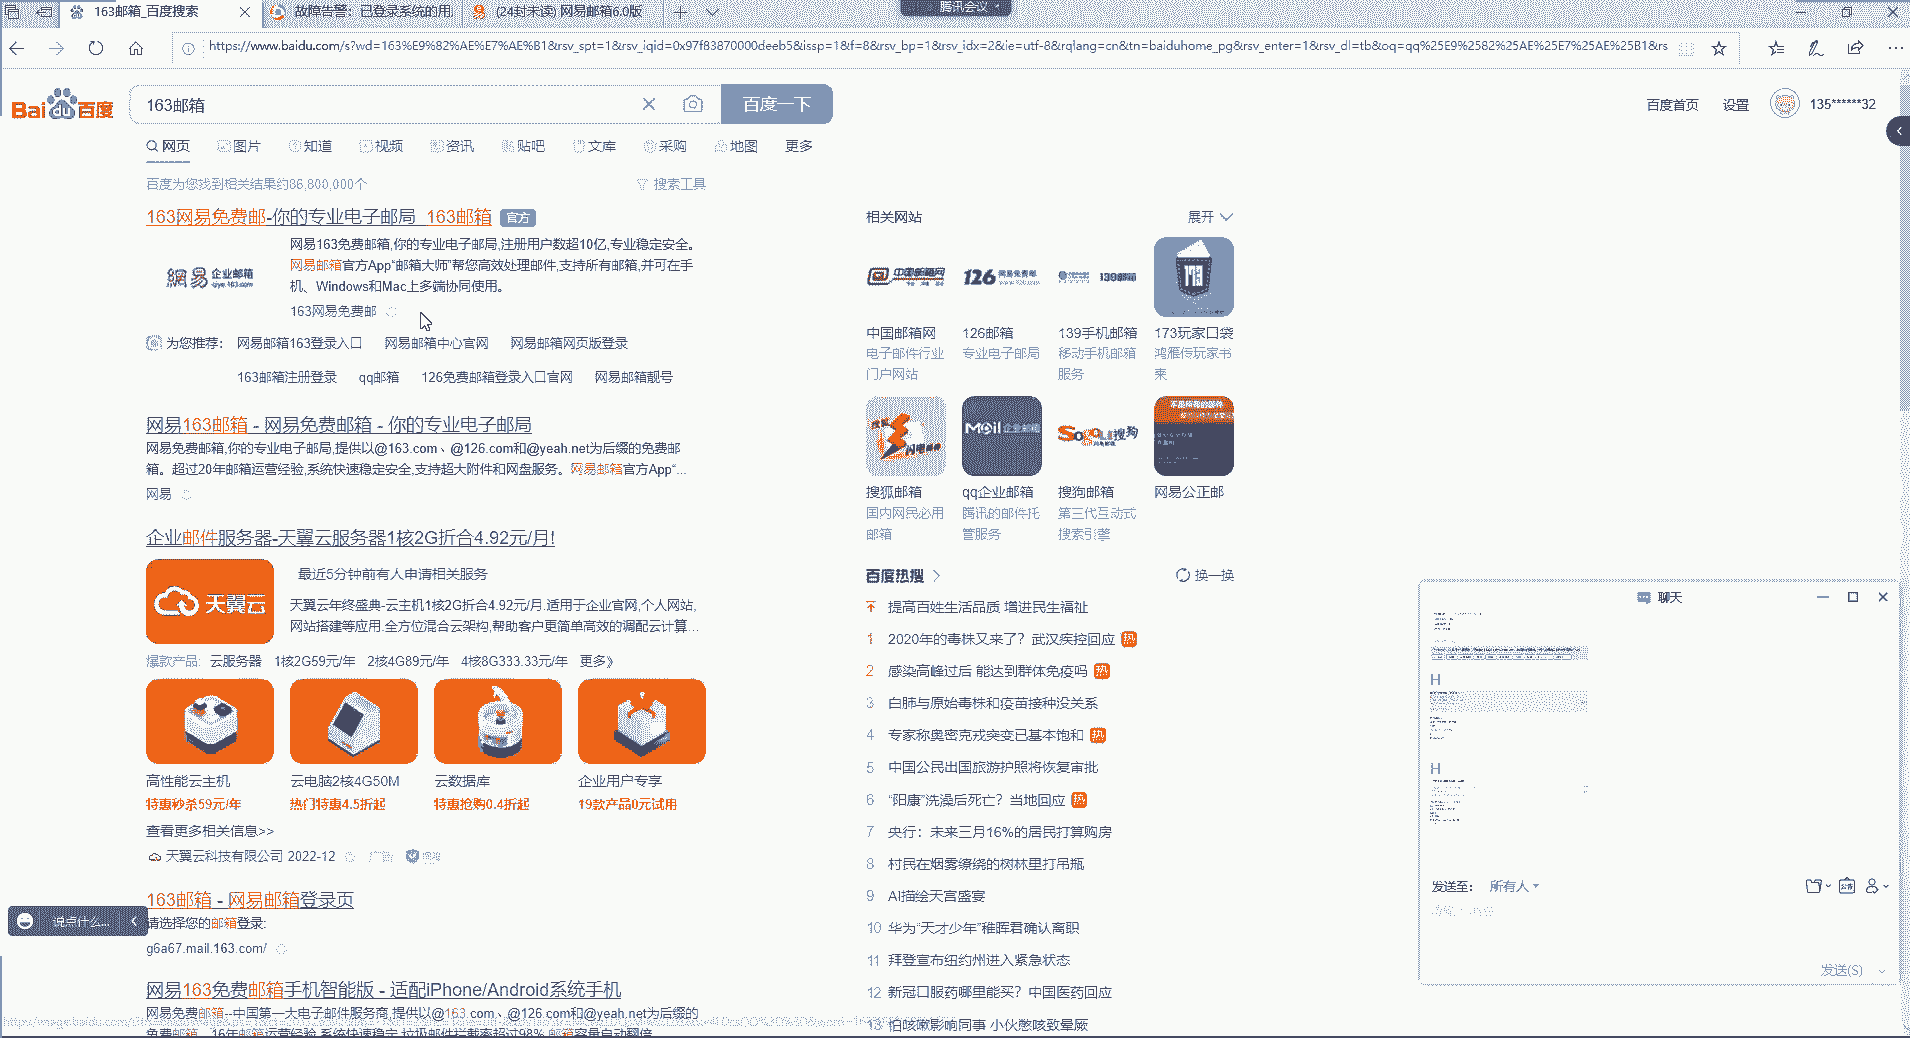 163邮箱_百度搜索
故障告警：已登录系统的用
(24封未读) 网易邮箱6.0版
腾讯会议
https://www.baidu.com/s?wd=163%E9%82%AE%E7%AE%B1&rsv_spt=1&rsv_iqid=0x97f83870000deeb5&issp=1&f=8&rsv_bp=1&rsv_idx=2&ie=utf-8&rqlang=cn&tn=baiduhome_pg&rsv_enter=1&rsv_dl=tb&oq=qq%25E9%2582%25AE%25E7%25AE%25B1&rs
Bai du 百度
163邮箱
百度一下
百度首页
设置
135******32
网页 图片 知道 视频 资讯 贴吧 文库 采购 地图 更多
百度为您找到相关结果约86,800,000个
搜索工具
163网易免费邮-你的专业电子邮局_163邮箱 官方
網易 企业邮箱
网易163免费邮箱,你的专业电子邮局,注册用户数超10亿,专业稳定安全。
网易邮箱官方App“邮箱大师”帮您高效处理邮件,支持所有邮箱,并可在手
机、Windows和Mac上多端协同使用。
163网易免费邮
为您推荐： 网易邮箱163登录入口 网易邮箱中心官网 网易邮箱网页版登录
163邮箱注册登录 qq邮箱 126免费邮箱登录入口官网 网易邮箱靓号
网易163邮箱 - 网易免费邮箱 - 你的专业电子邮局
网易免费邮箱,你的专业电子邮局,提供以@163.com、@126.com和@yeah.net为后缀的免费邮
箱。超过20年邮箱运营经验,系统快速稳定安全,支持超大附件和网盘服务。网易邮箱官方App“...
网易
企业邮件服务器-天翼云服务器1核2G折合4.92元/月!
天翼云
最近5分钟前有人申请相关服务
天翼云年终盛典-云主机1核2G折合4.92元/月.适用于企业官网,个人网站,
网站搭建等应用.全方位混合云架构,帮助客户更简单高效的调配云计算...
爆款产品: 云服务器 1核2G59元/年 2核4G89元/年 4核8G333.33元/年 更多》
高性能云主机 云电脑2核4G50M 云数据库 企业用户专享
特惠秒杀59元/年 热门特惠4.5折起 特惠抢购0.4折起 19款产品0元试用
查看更多相关信息>>
天翼云科技有限公司 2022-12 广告
163邮箱 - 网易邮箱登录页
请选择您的邮箱登录:
g6a67.mail.163.com/
网易163免费邮箱手机智能版 - 适配iPhone/Android系统手机
网易免费邮箱--中国第一大电子邮件服务商,提供以@163.com、@126.com和@yeah.net为后缀的
免费邮箱。16年邮箱运营经验,系统快速稳定,垃圾邮件拦截率超过98%,邮箱容量自动翻倍
说点什么...
相关网站
展开
126
139邮箱
中国邮箱网 126邮箱 139手机邮箱 173玩家口袋
电子邮件行业 专业电子邮局 移动手机邮箱 鸿雁传玩家书
门户网站 服务 来
Mail 企业邮箱
Sogou搜狗
搜狐邮箱 qq企业邮箱 搜狗邮箱 网易公正邮
国内网民必用 腾讯的邮件托 第三代互动式
邮箱 管服务 搜索引擎
百度热搜
换一换
提高百姓生活品质 增进民生福祉
1 2020年的毒株又来了？武汉疾控回应 热
2 感染高峰过后 能达到群体免疫吗 热
3 白肺与原始毒株和疫苗接种没关系
4 专家称奥密克戎突变已基本饱和 热
5 中国公民出国旅游护照将恢复审批
6 “阳康”洗澡后死亡？当地回应 热
7 央行：未来三月16%的居民打算购房
8 村民在烟雾缭绕的树林里打吊瓶
9 AI描绘天宫盛宴
10 华为“天才少年”稚晖君确认离职
11 拜登宣布纽约州进入紧急状态
12 新冠口服药哪里能买？中国医药回应
13 怕咳嗽影响同事 小伙憋咳致晕厥
聊天
H
H
发送至： 所有人
发送(S)